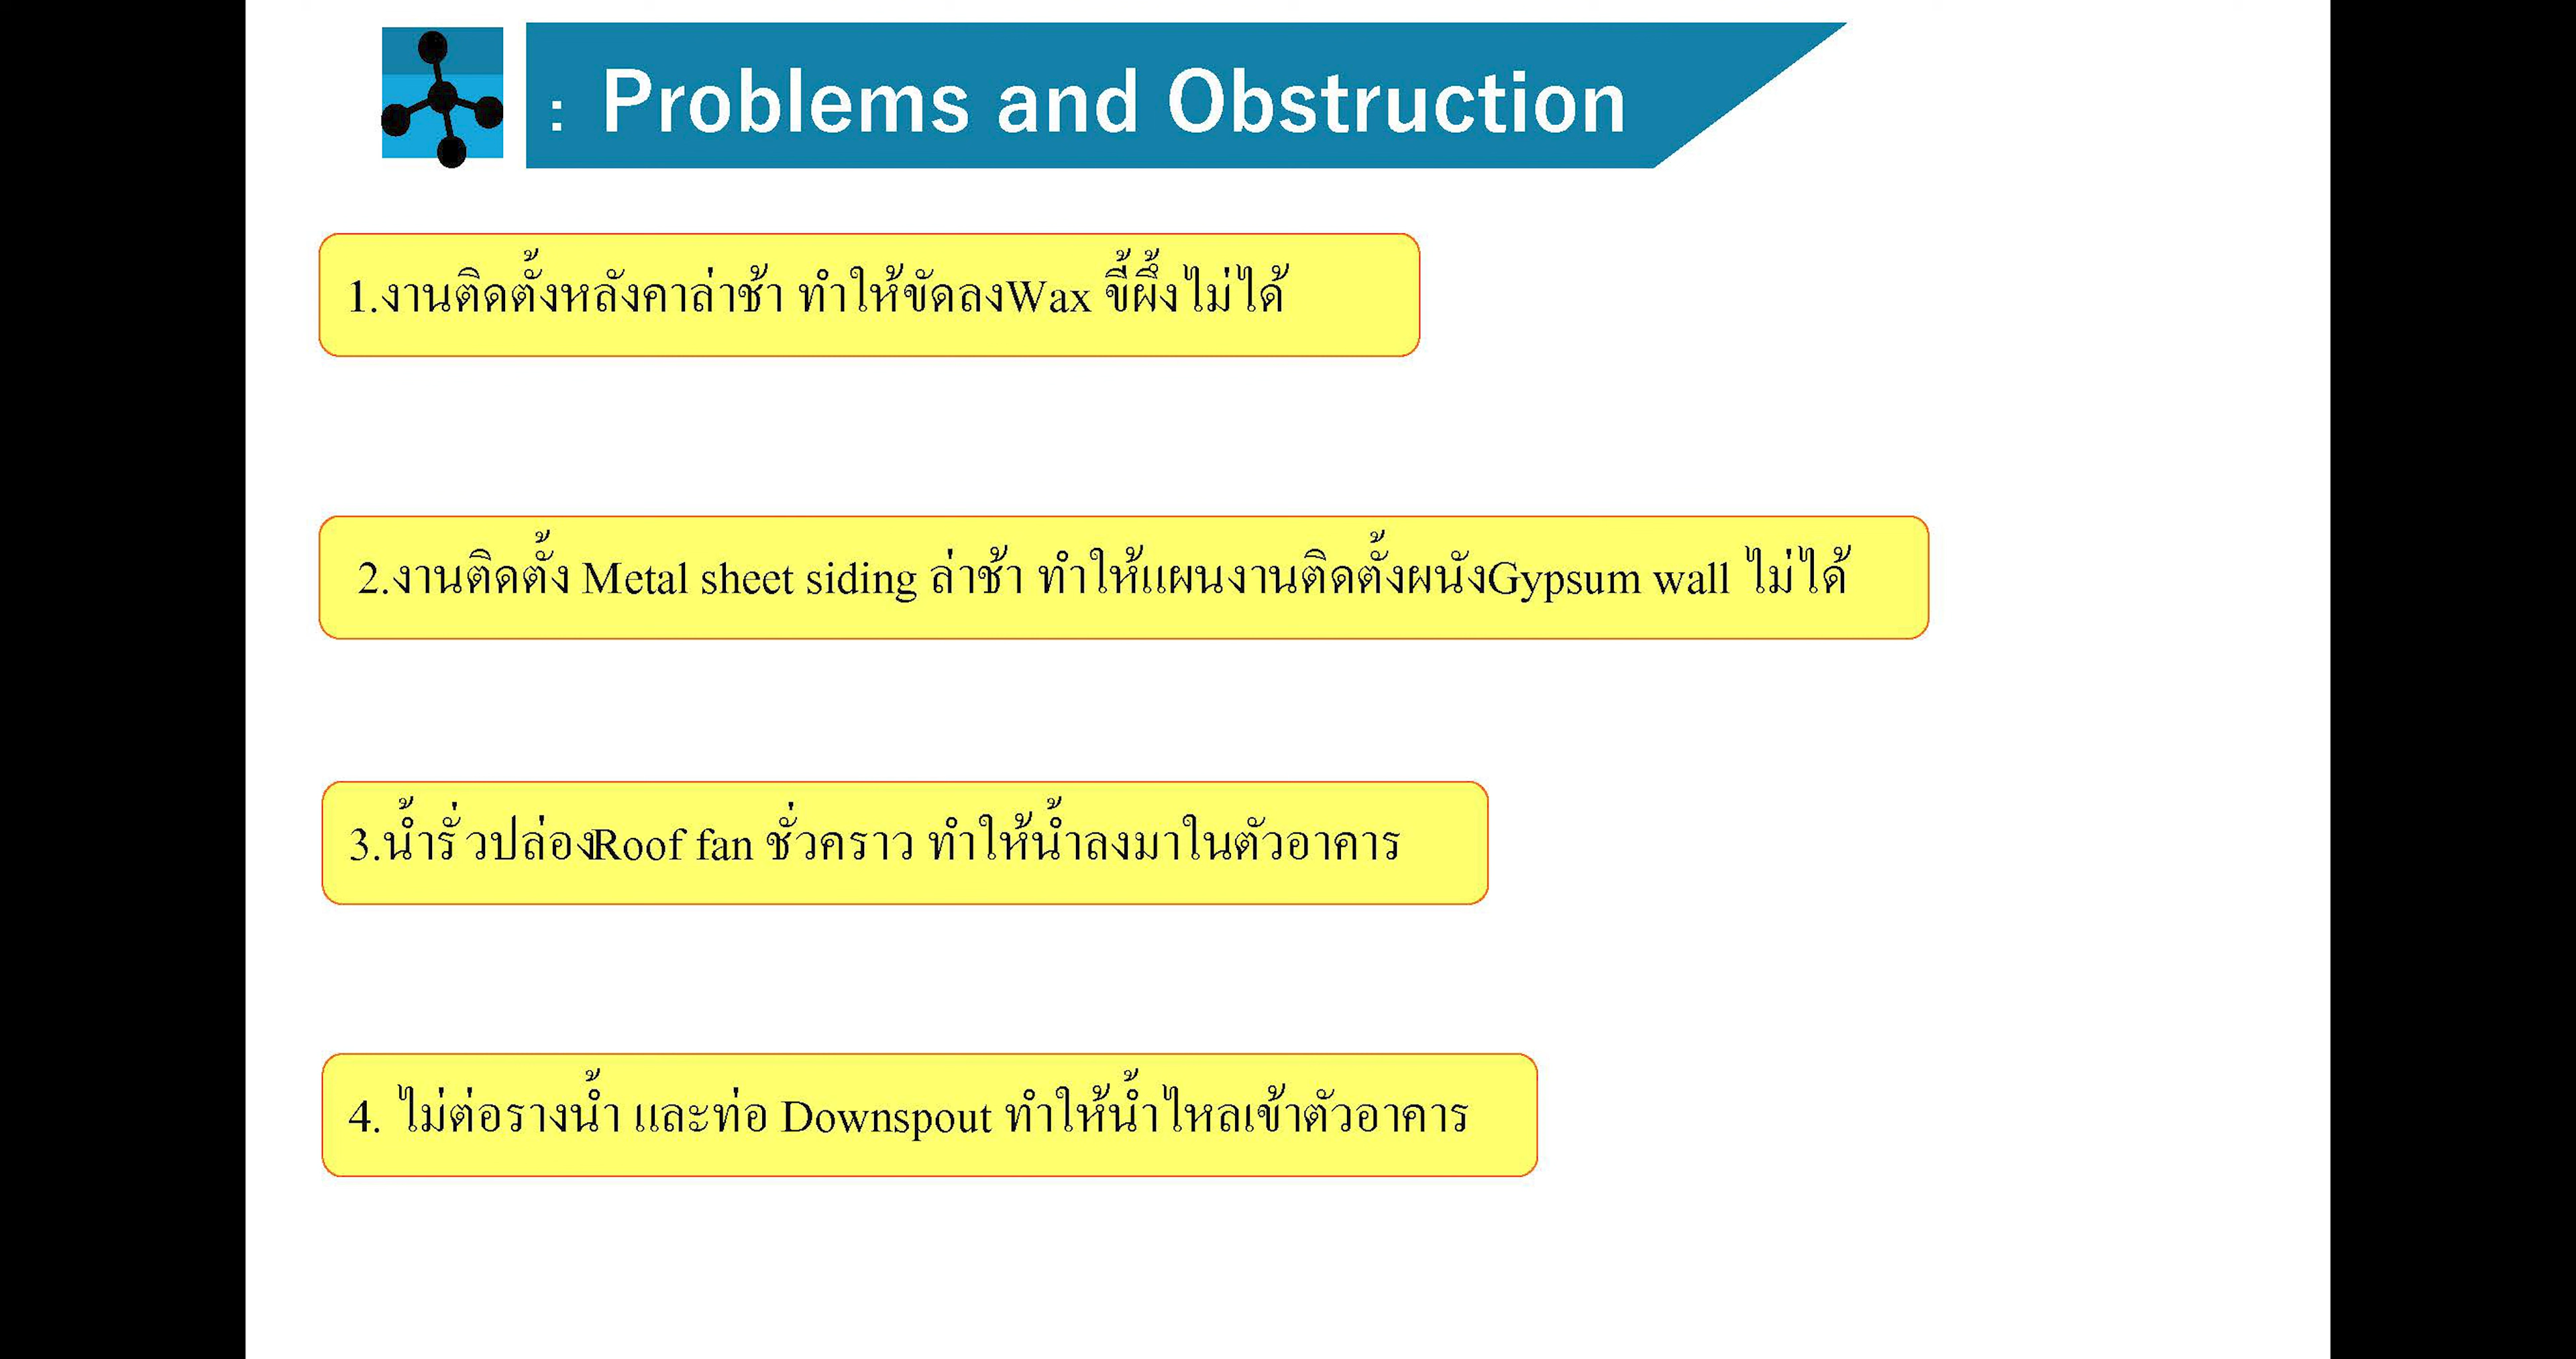 : Problems and Obstruction
1.งานติดตั้งหลังคาล่าช้า ทำให้ขัดลงWax ขี้ผึ้งไม่ได้
2.งานติดตั้ง Metal sheet siding ล่าช้า ทำให้แผนงานติดตั้งผนังGypsum wall ไม่ได้
3.น้ำรั่วปล่องRoof fan ชั่วคราว ทำให้น้ำลงมาในตัวอาคาร
4. ไม่ต่อรางน้ำ และท่อ Downspout ทำให้น้ำไหลเข้าตัวอาคาร